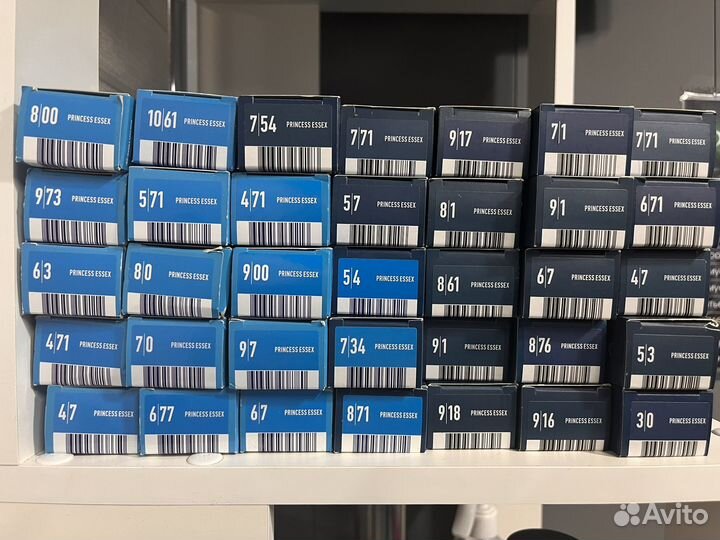 8|00 PRINCESS ESSEX
10|61 PRINCESS ESSEX
7|54 PRINCESS ESSEX
7|71 PRINCESS ESSEX
9|17 PRINCESS ESSEX
7|1 PRINCESS ESSEX
7|71 PRINCESS ESSEX
9|73 PRINCESS ESSEX
5|71 PRINCESS ESSEX
4|71 PRINCESS ESSEX
5|7 PRINCESS ESSEX
8|1 PRINCESS ESSEX
9|1 PRINCESS ESSEX
6|71 PRINCESS ESSEX
6|3 PRINCESS ESSEX
8|0 PRINCESS ESSEX
9|00 PRINCESS ESSEX
5|4 PRINCESS ESSEX
8|61 PRINCESS ESSEX
6|7 PRINCESS ESSEX
4|7 PRINCESS ESSEX
4|71 PRINCESS ESSEX
7|0 PRINCESS ESSEX
9|7 PRINCESS ESSEX
7|34 PRINCESS ESSEX
9|1 PRINCESS ESSEX
8|76 PRINCESS ESSEX
5|3 PRINCESS ESSEX
4|7 PRINCESS ESSEX
6|77 PRINCESS ESSEX
6|7 PRINCESS ESSEX
8|71 PRINCESS ESSEX
9|18 PRINCESS ESSEX
9|16 PRINCESS ESSEX
3|0 PRINCESS ESSEX
Avito